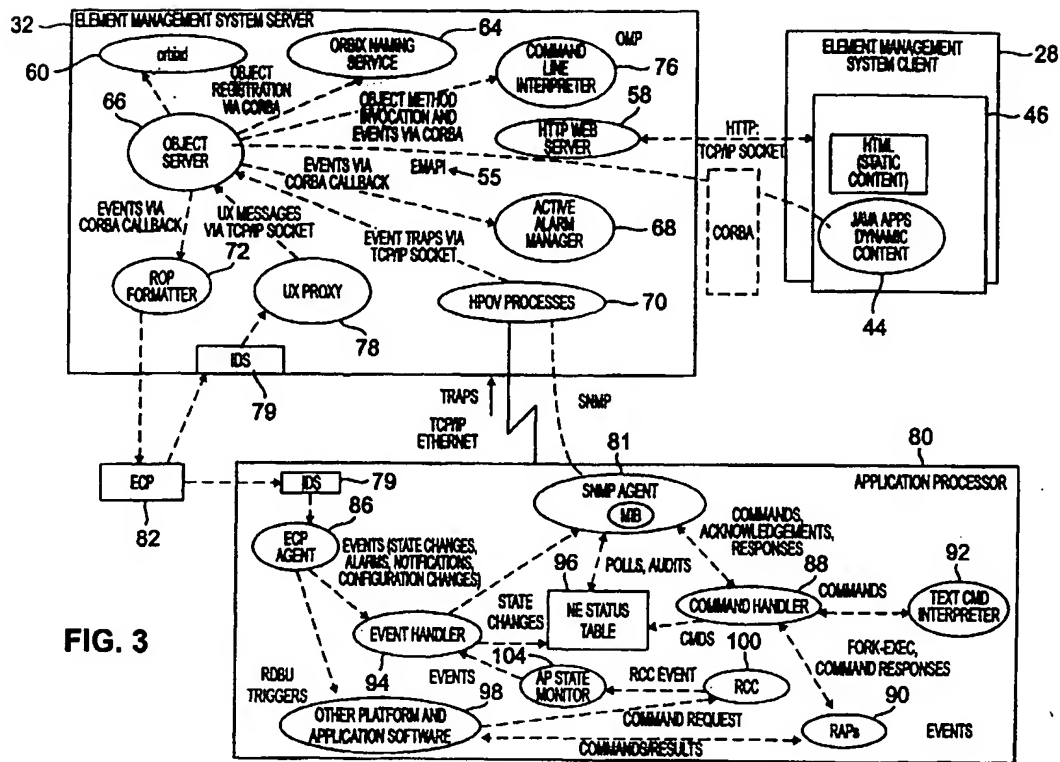 32
ELEMENT MANAGEMENT SYSTEM SERVER
64
60
orbixd
ORBIX NAMING
SERVICE
OBJECT
REGISTRATION
VIA CORBA
COMMAND
LINE
INTERPRETER
OMP
76
ELEMENT MANAGEMENT
SYSTEM CLIENT
28
46
66
OBJECT
SERVER
OBJECT METHOD
INVOCATION AND
EVENTS VIA CORBA
58
HTTP WEB
SERVER
HTTP:
TCP/IP SOCKET
HTML
(STATIC
CONTENT)
EVENTS VIA
CORBA CALLBACK
EMAPI
55
EVENTS VIA
CORBA CALLBACK
UX MESSAGES
VIA TCP/IP SOCKET
EVENT TRAPS VIA
TCP/IP SOCKET
ACTIVE
ALARM
MANAGER
68
CORBA
JAVA APPS
DYNAMIC
CONTENT
44
72
ROP
FORMATTER
UX PROXY
78
HPOV PROCESSES
70
IDS
79
TRAPS
TCP/IP
ETHERNET
SNMP
ECP
82
81
80
SNMP AGENT
MIB
APPLICATION PROCESSOR
IDS
79
86
ECP
AGENT
EVENTS (STATE CHANGES,
ALARMS, NOTIFICATIONS,
CONFIGURATION CHANGES)
COMMANDS,
ACKNOWLEDGEMENTS,
RESPONSES
96
POLLS, AUDITS
88
92
NE STATUS
TABLE
COMMAND HANDLER
COMMANDS
TEXT CMD
INTERPRETER
STATE
CHANGES
CMDS
FIG. 3
EVENT HANDLER
94
104
EVENTS
AP STATE
MONITOR
RCC EVENT
100
RCC
FORK-EXEC,
COMMAND RESPONSES
RDBU
TRIGGERS
98
OTHER PLATFORM AND
APPLICATION SOFTWARE
COMMAND REQUEST
COMMANDS/RESULTS
90
RAPs
EVENTS